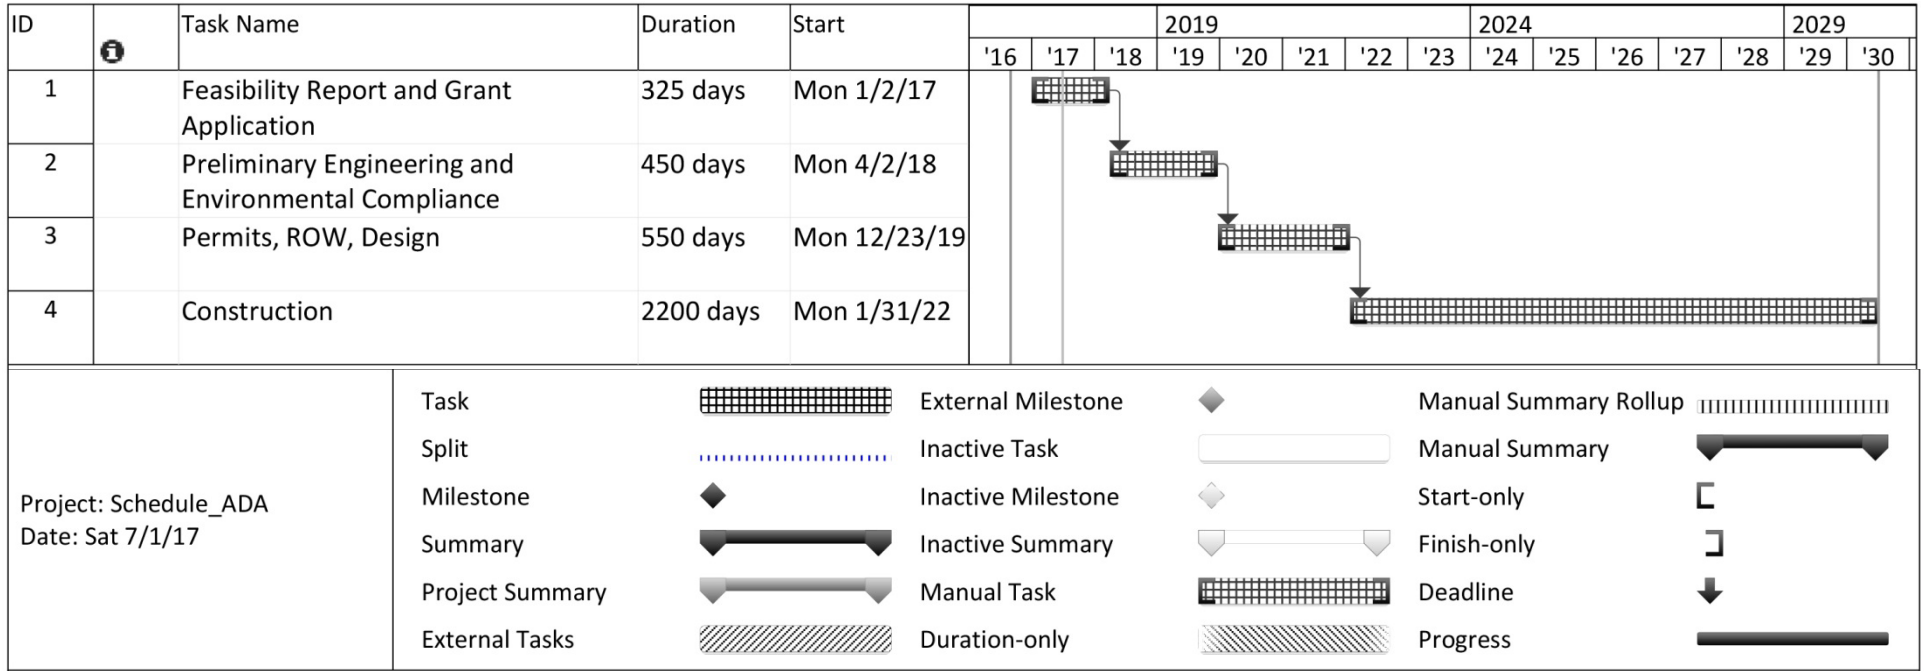 ID Task Name Duration Start 2019 2024 2029
'16 '17 '18 '19 '20 '21 '22 '23 '24 '25 '26 '27 '28 '29 '30
1 Feasibility Report and Grant 325 days Mon 1/2/17
Application
2 Preliminary Engineering and 450 days Mon 4/2/18
Environmental Compliance
3 Permits, ROW, Design 550 days Mon 12/23/19
4 Construction 2200 days Mon 1/31/22
Project: Schedule_ADA
Date: Sat 7/1/17
Task External Milestone Manual Summary Rollup
Split Inactive Task Manual Summary
Milestone Inactive Milestone Start-only
Summary Inactive Summary Finish-only
Project Summary Manual Task Deadline
External Tasks Duration-only Progress